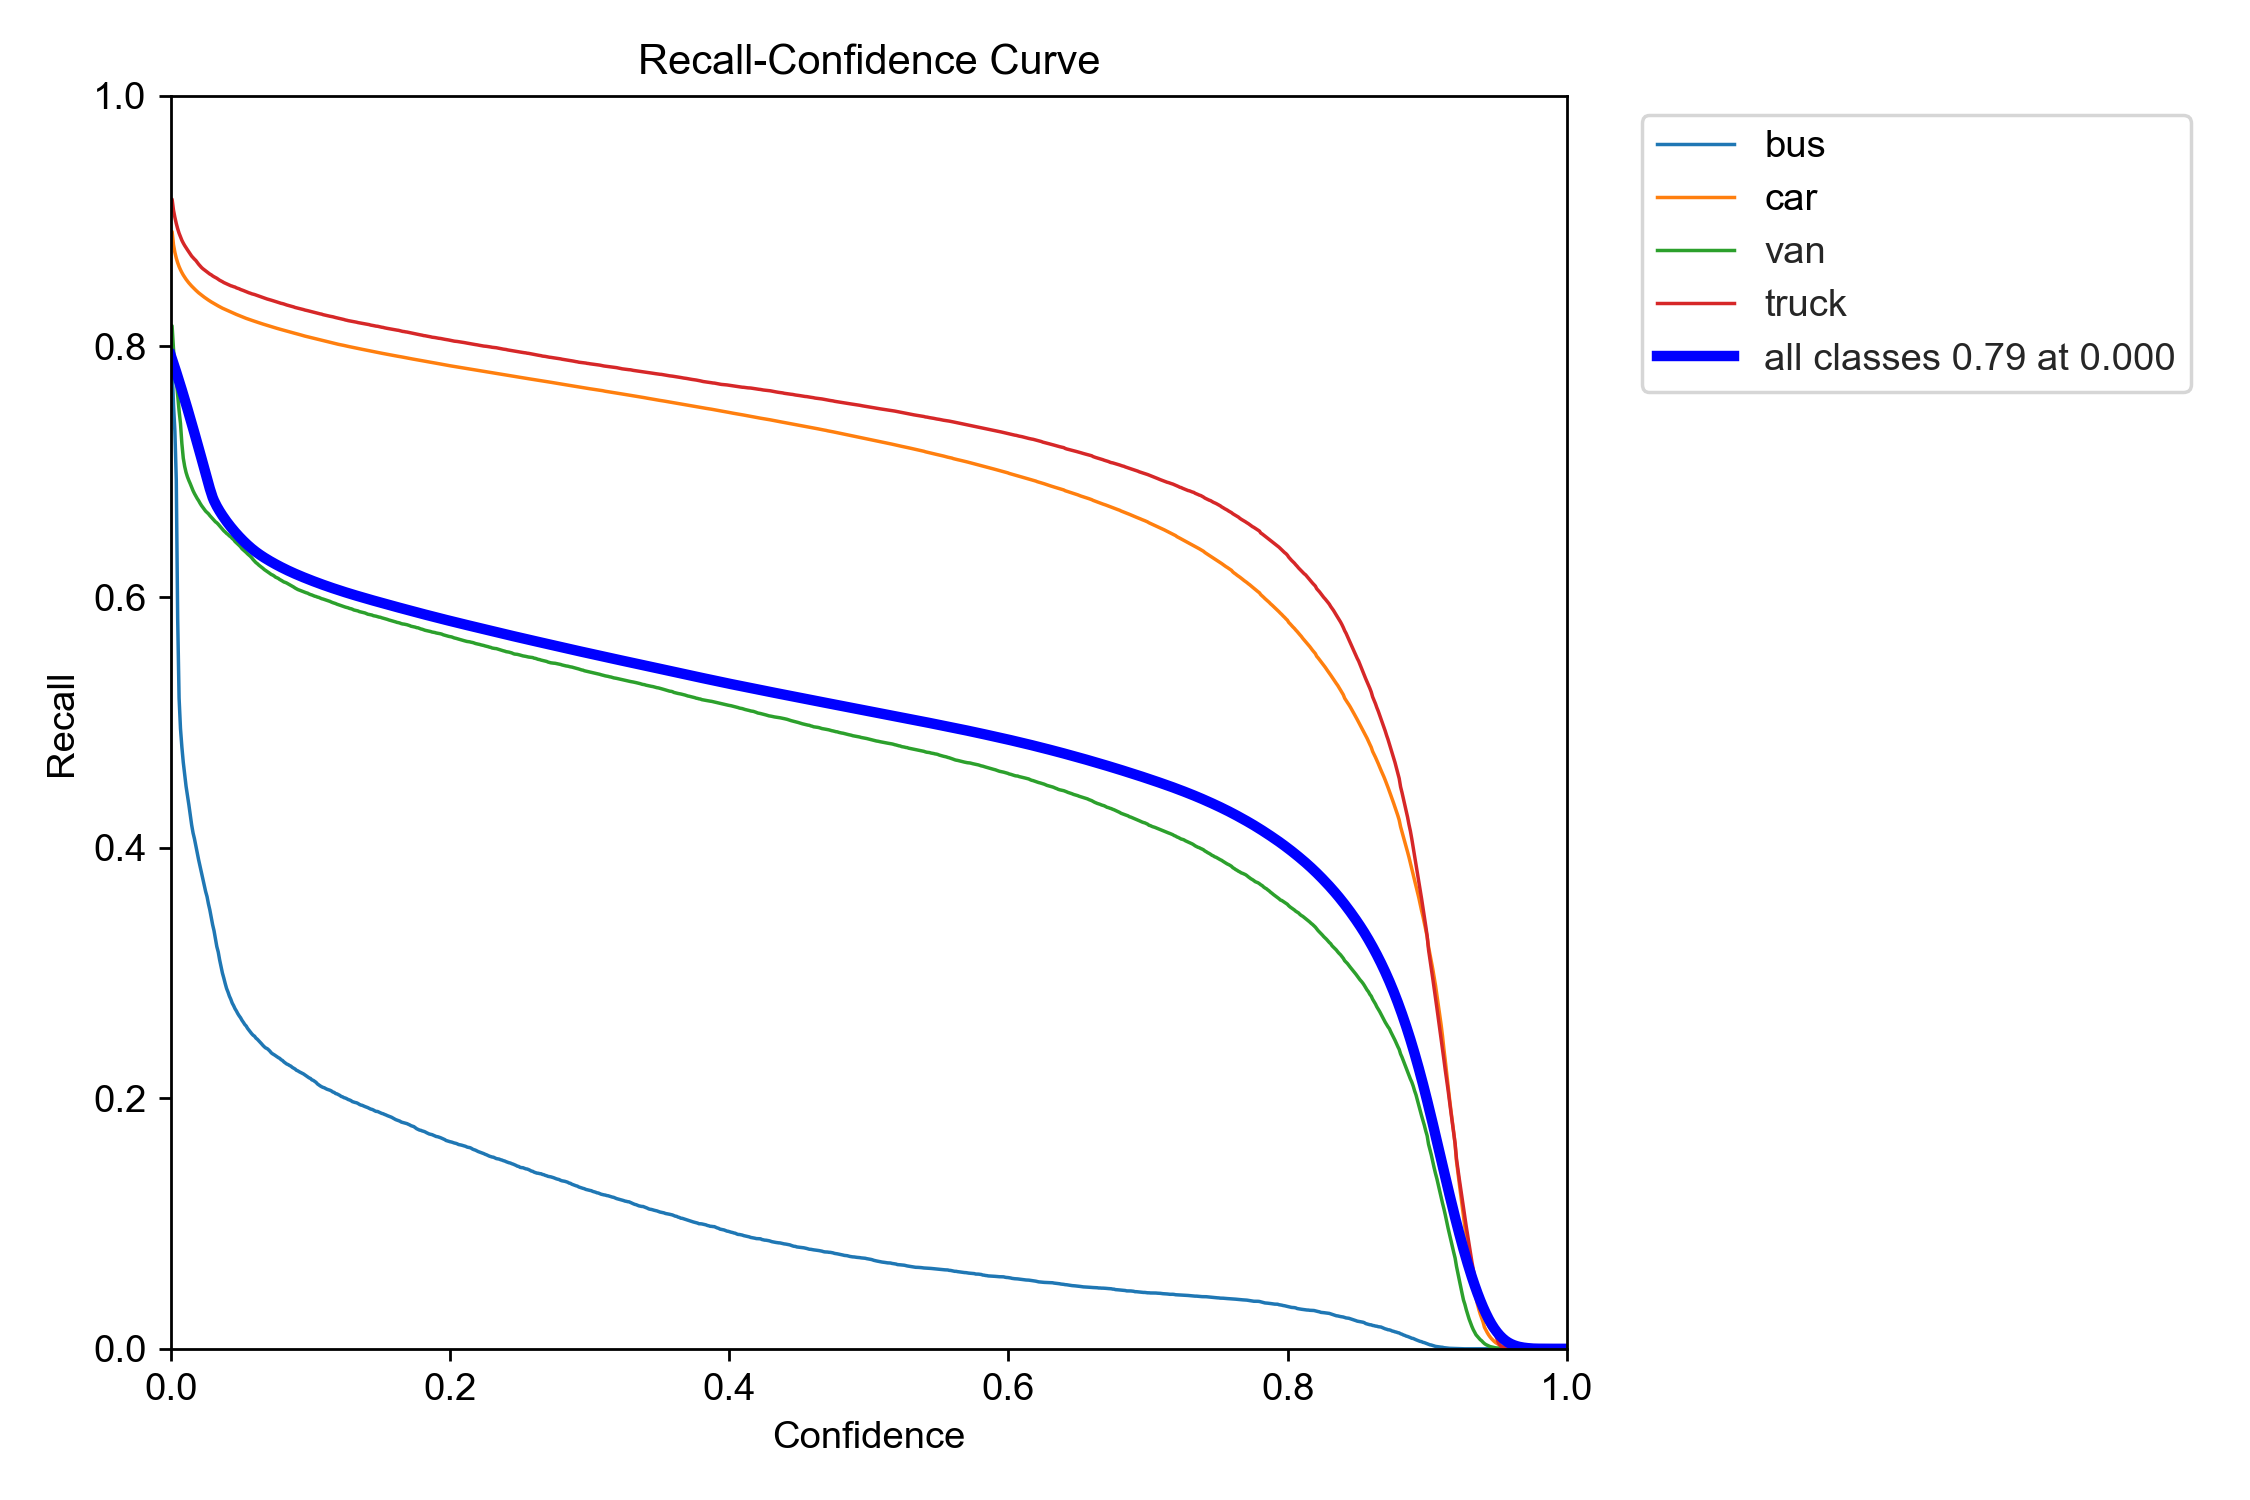 Recall-Confidence Curve
1.0
0.8
0.6
0.4
0.2
0.0
Recall
0.0 0.2 0.4 0.6 0.8 1.0
Confidence
bus
car
van
truck
all classes 0.79 at 0.000